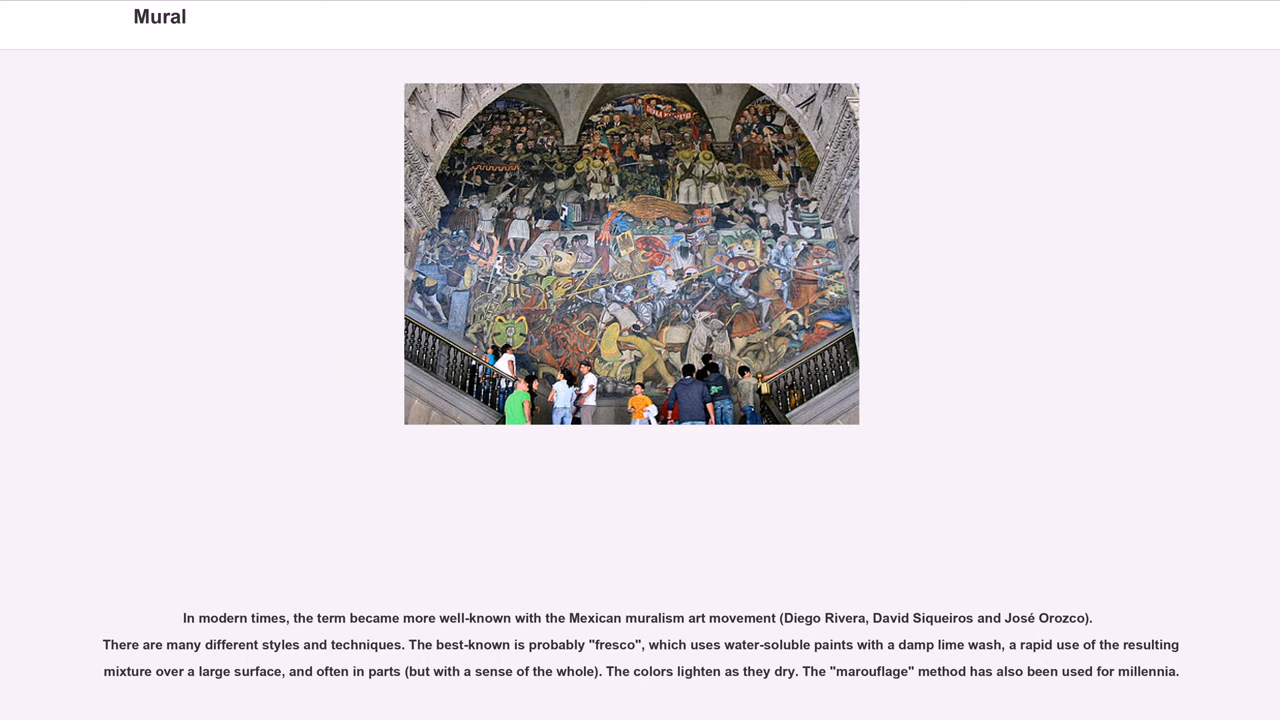 Mural
In modern times, the term became more well-known with the Mexican muralism art movement (Diego Rivera, David Siqueiros and José Orozco).
There are many different styles and techniques. The best-known is probably "fresco", which uses water-soluble paints with a damp lime wash, a rapid use of the resulting
mixture over a large surface, and often in parts (but with a sense of the whole). The colors lighten as they dry. The "marouflage" method has also been used for millennia.